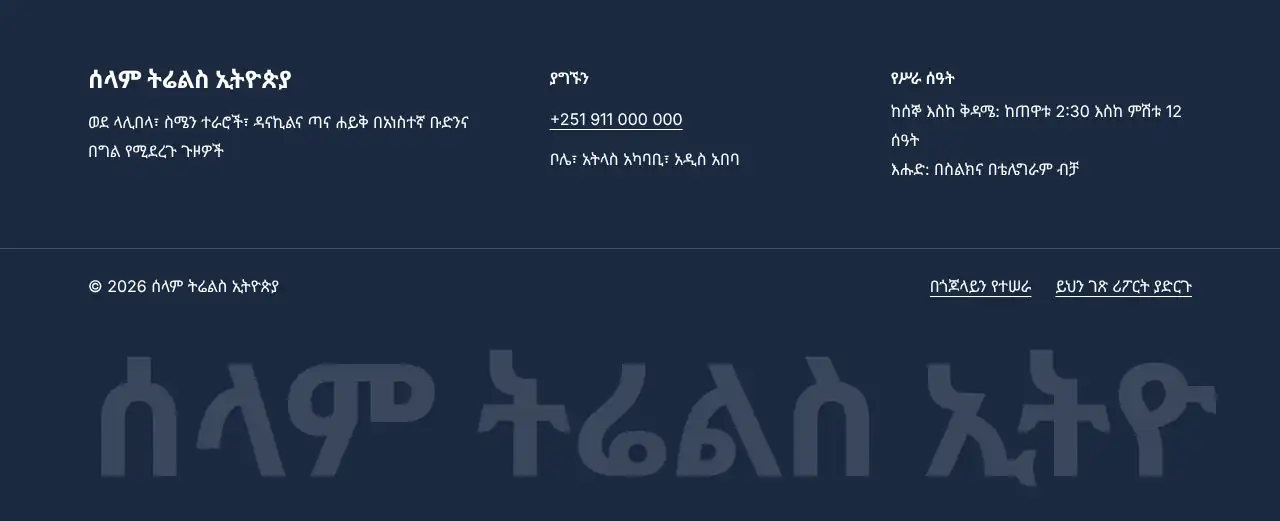 ሰላም ትሬልስ ኢትዮጵያ
ወደ ላሊበላ፣ ስሜን ተራሮች፣ ዳናኪልና ጣና ሐይቅ በአነስተኛ ቡድንና
በግል የሚደረጉ ጉዞዎች
ያግኙን
+251 911 000 000
ቦሌ፣ አትላስ አካባቢ፣ አዲስ አበባ
የሥራ ሰዓት
ከሰኞ እስከ ቅዳሜ: ከጠዋቱ 2:30 እስከ ምሽቱ 12
ሰዓት
እሑድ: በስልክና በቴሌግራም ብቻ
© 2026 ሰላም ትሬልስ ኢትዮጵያ
በጎጆላይን የተሠራ
ይህን ገጽ ሪፖርት ያድርጉ
ሰላም ትሬልስ ኢትዮ